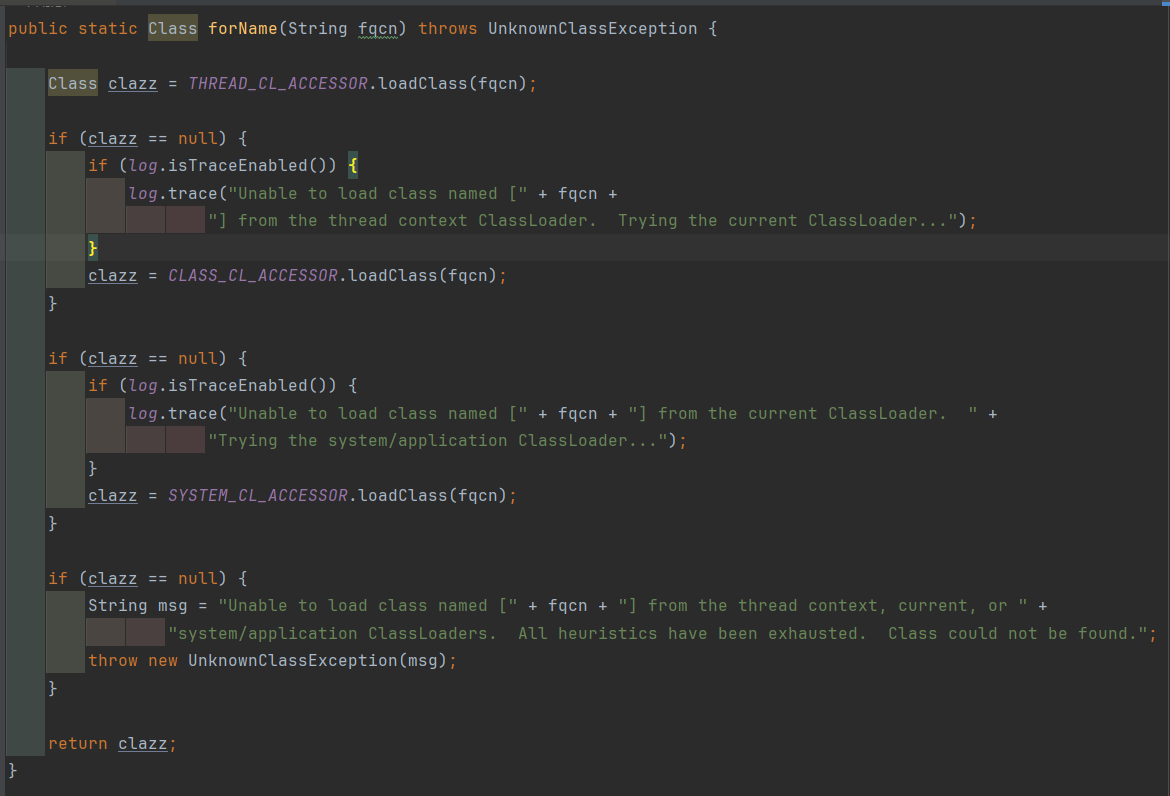 public static Class forName(String fqcn) throws UnknownClassException {
Class clazz = THREAD_CL_ACCESSOR.loadClass(fqcn);
if (clazz == null) {
if (log.isTraceEnabled()) {
log.trace("Unable to load class named [" + fqcn +
"] from the thread context ClassLoader.  Trying the current ClassLoader...");
}
clazz = CLASS_CL_ACCESSOR.loadClass(fqcn);
}
if (clazz == null) {
if (log.isTraceEnabled()) {
log.trace("Unable to load class named [" + fqcn + "] from the current ClassLoader.  " +
"Trying the system/application ClassLoader...");
}
clazz = SYSTEM_CL_ACCESSOR.loadClass(fqcn);
}
if (clazz == null) {
String msg = "Unable to load class named [" + fqcn + "] from the thread context, current, or " +
"system/application ClassLoaders.  All heuristics have been exhausted.  Class could not be found.";
throw new UnknownClassException(msg);
}
return clazz;
}